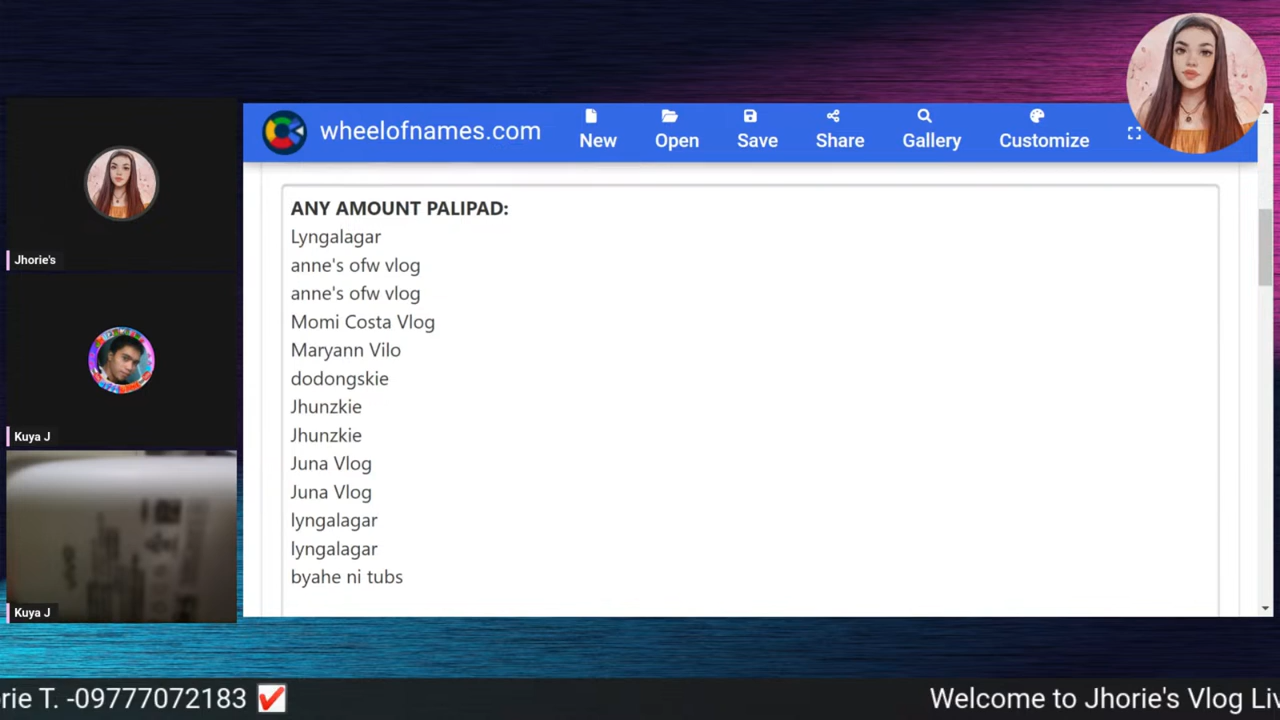 wheelofnames.com
New
Open
Save
Share
Gallery
Customize
Jhorie's
Kuya J
Kuya J
ANY AMOUNT PALIPAD:
Lyngalagar
anne's ofw vlog
anne's ofw vlog
Momi Costa Vlog
Maryann Vilo
dodongskie
Jhunzkie
Jhunzkie
Juna Vlog
Juna Vlog
lyngalagar
lyngalagar
byahe ni tubs
rie T. -09777072183
Welcome to Jhorie's Vlog Liv